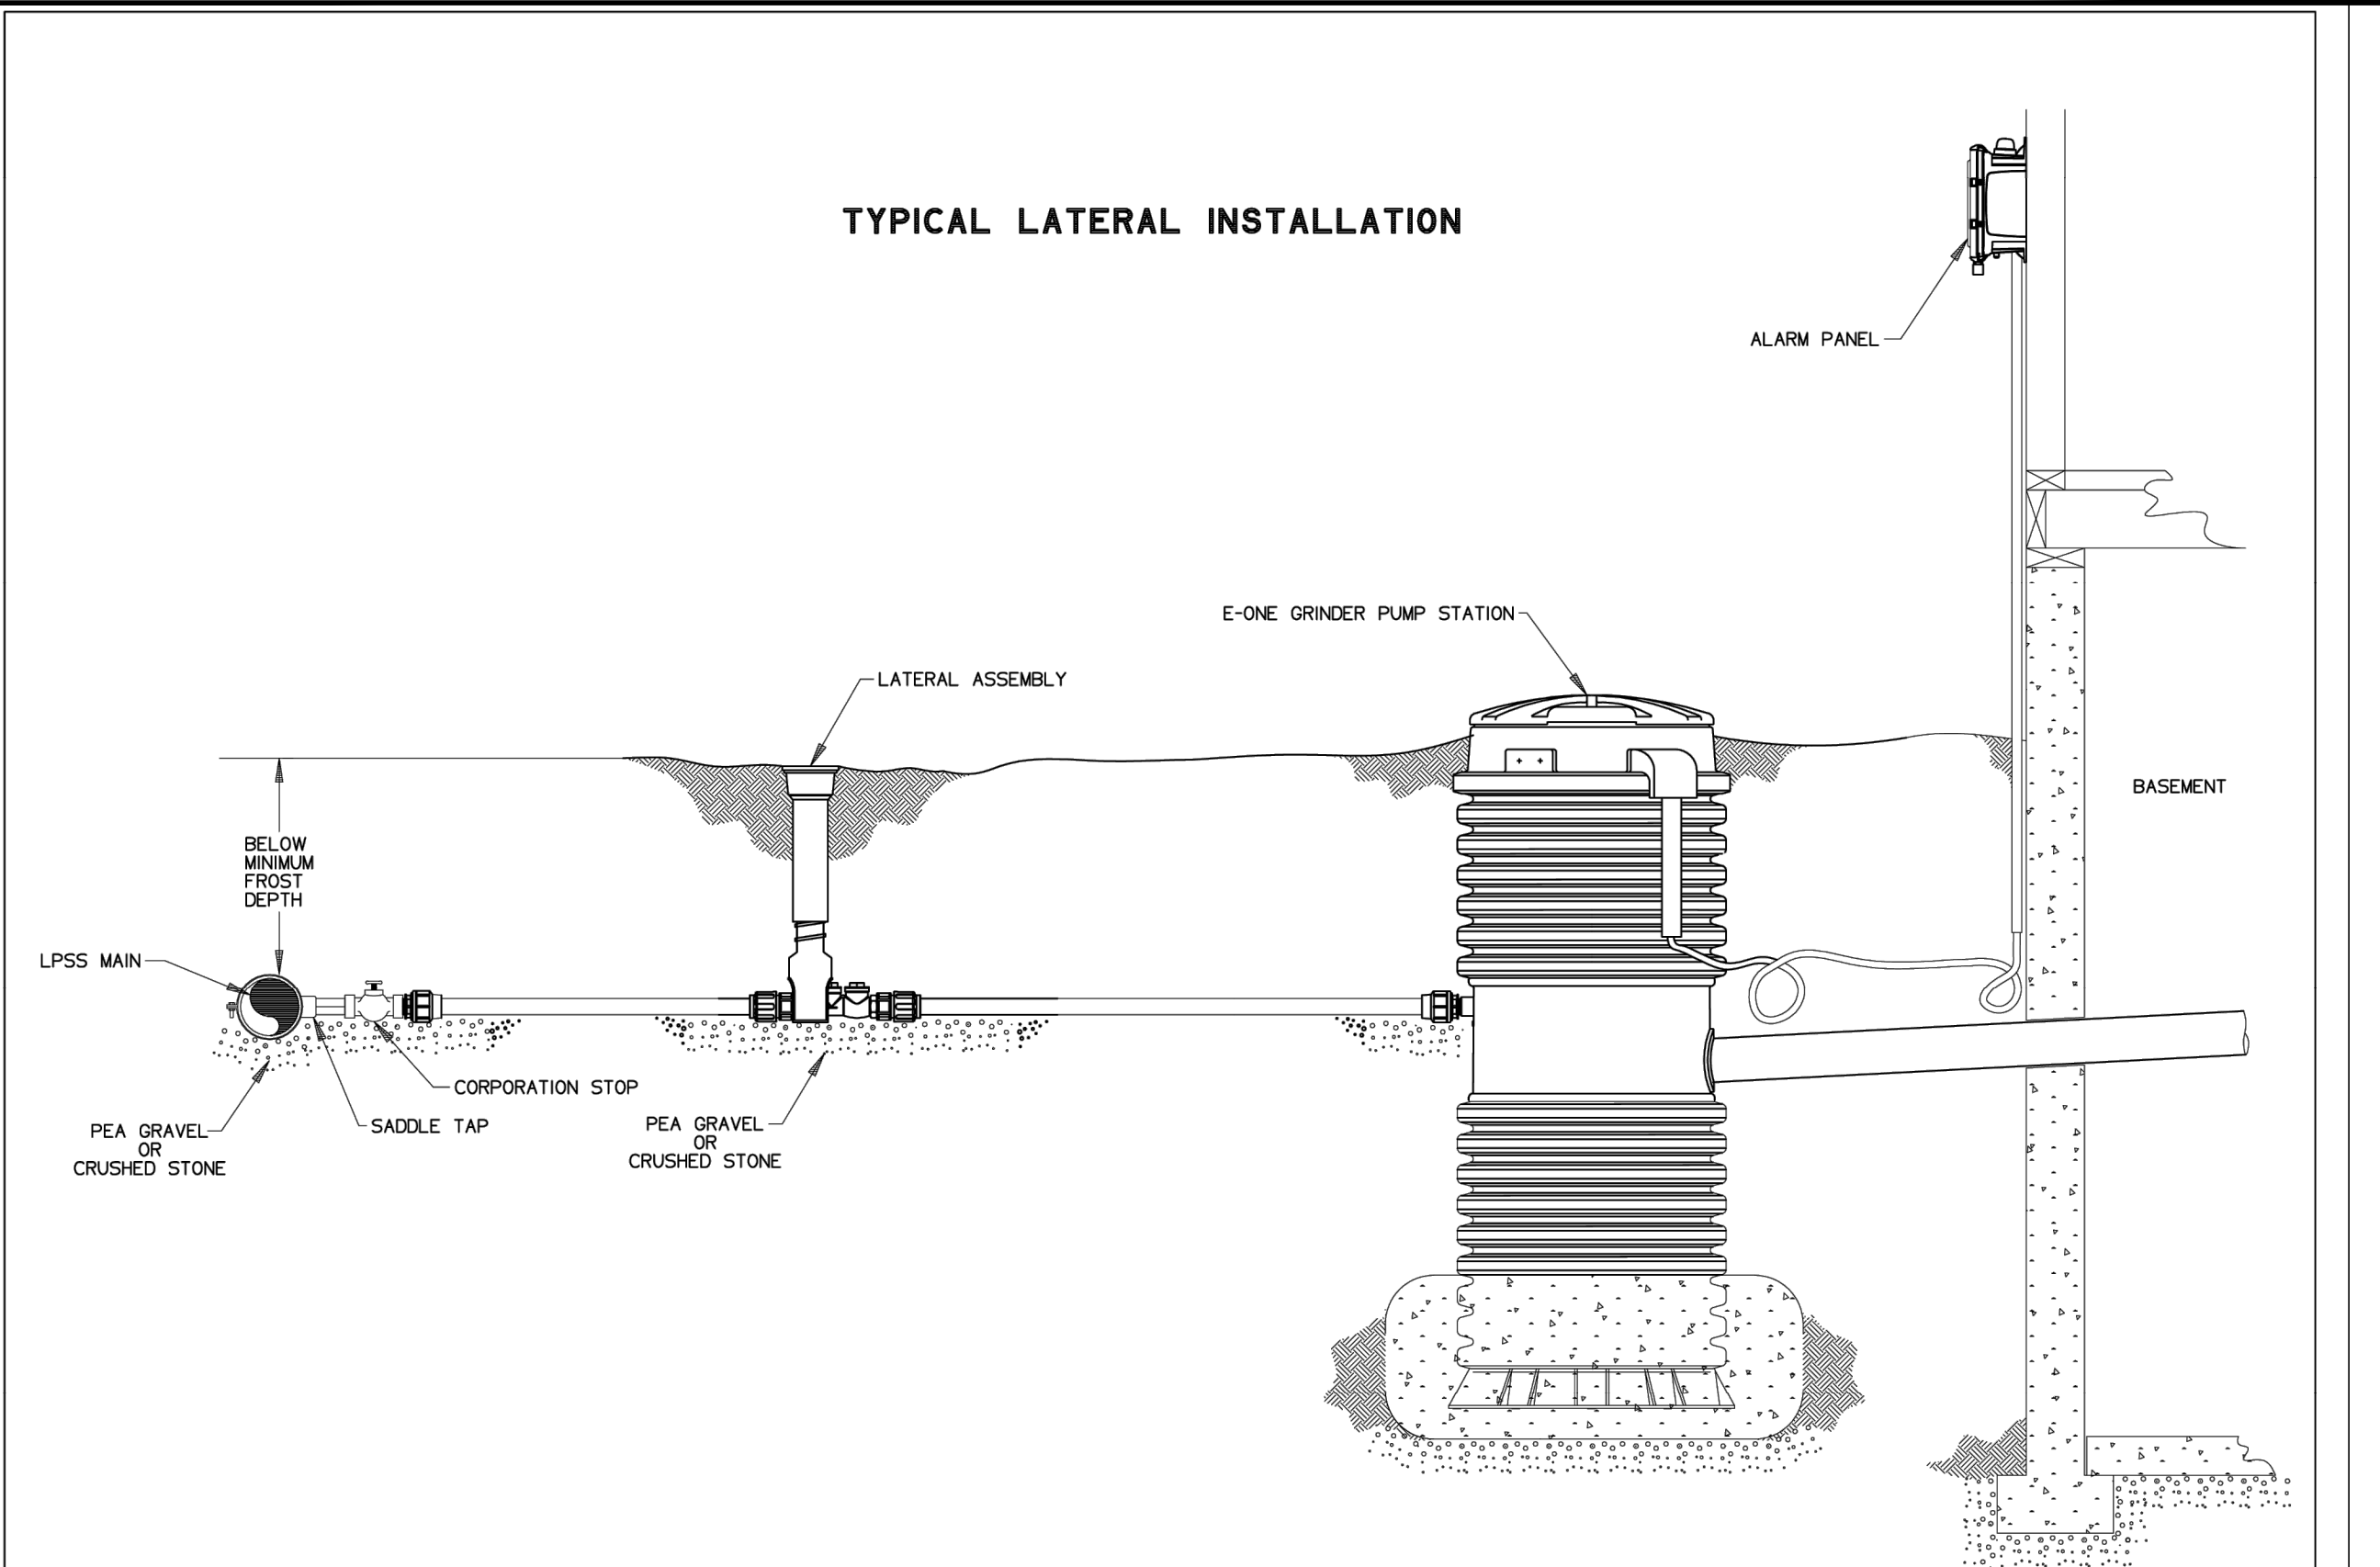 TYPICAL LATERAL INSTALLATION
ALARM PANEL
E-ONE GRINDER PUMP STATION
LATERAL ASSEMBLY
BASEMENT
BELOW
MINIMUM
FROST
DEPTH
LPSS MAIN
CORPORATION STOP
SADDLE TAP
PEA GRAVEL
OR
CRUSHED STONE
PEA GRAVEL
OR
CRUSHED STONE